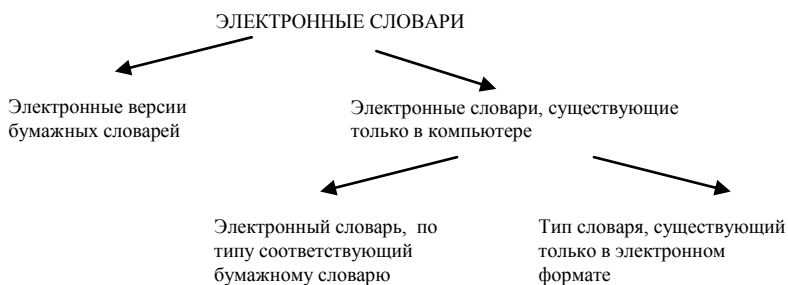 ЭЛЕКТРОННЫЕ СЛОВАРИ
Электронные версии
бумажных словарей
Электронные словари, существующие
только в компьютере
Электронный словарь, по
типу соответствующий
бумажному словарю
Тип словаря, существующий
только в электронном
формате